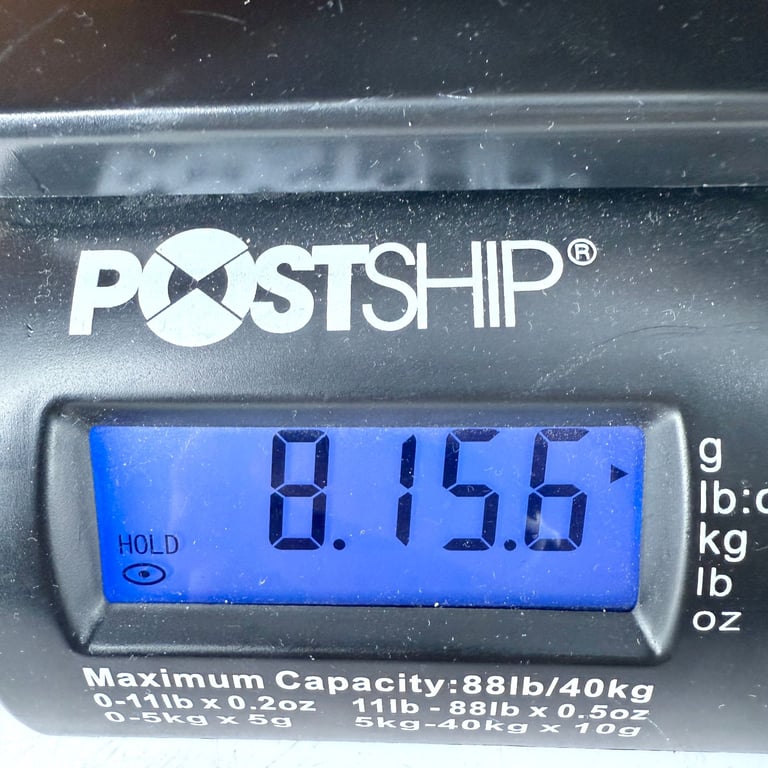 POSTSHIP®
8.15.6
HOLD
g
lb:o
kg
lb
oz
Maximum Capacity:88lb/40kg
0-11lb x 0.2oz 11lb - 88lb x 0.5oz
0-5kg x 5g 5kg-40kg x 10g